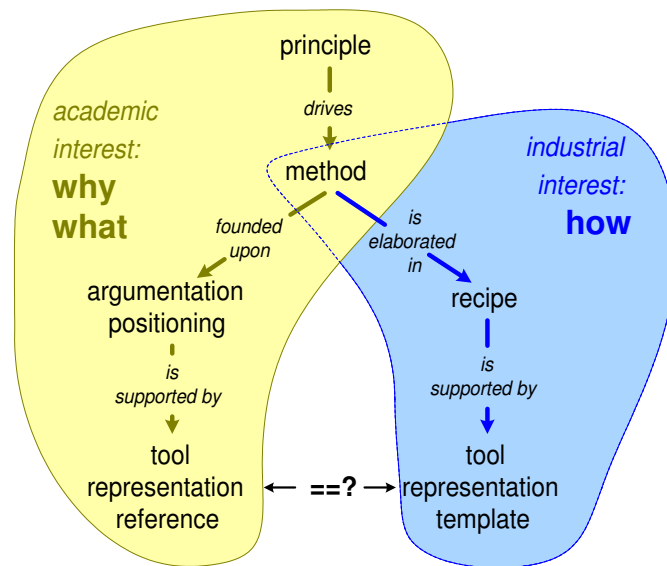 principle
drives
academic
interest:
why
what
method
industrial
interest:
how
founded
upon
is
elaborated
in
argumentation
positioning
recipe
is
supported by
is
supported by
tool
representation
reference
==?
tool
representation
template